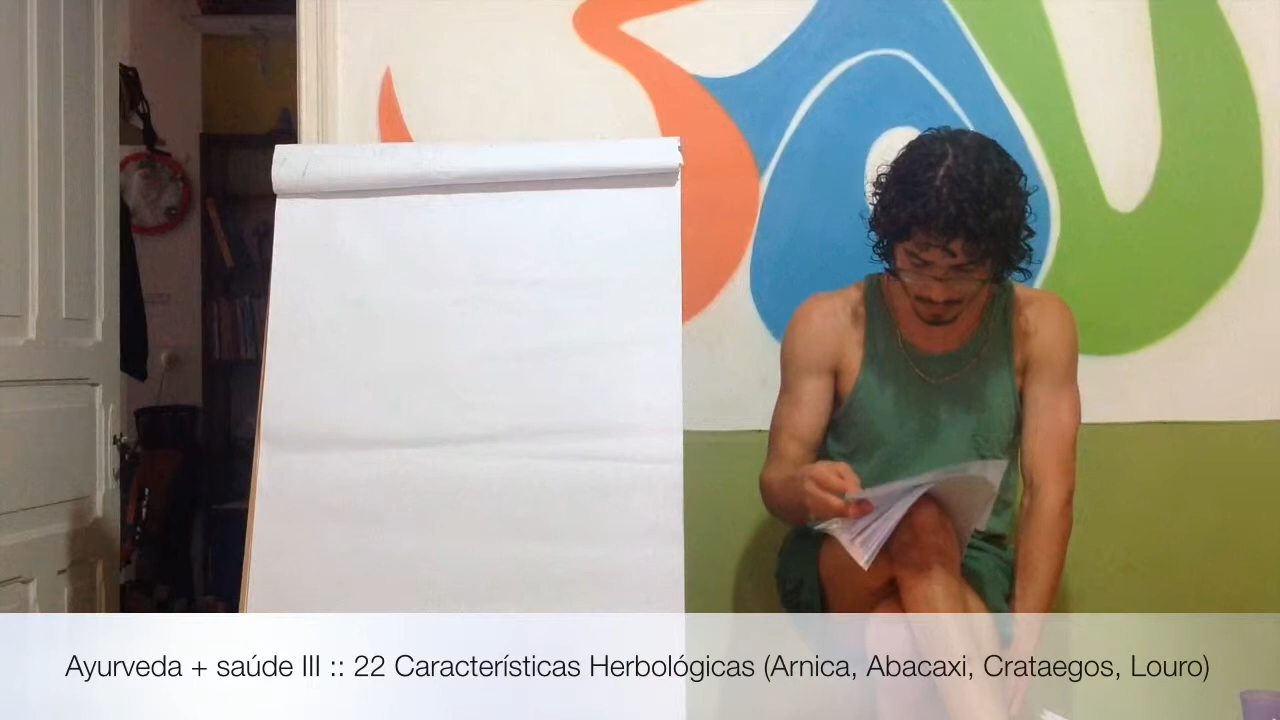 Ayurveda + saúde III :: 22 Características Herbológicas (Arnica, Abacaxi, Crataegos, Louro)